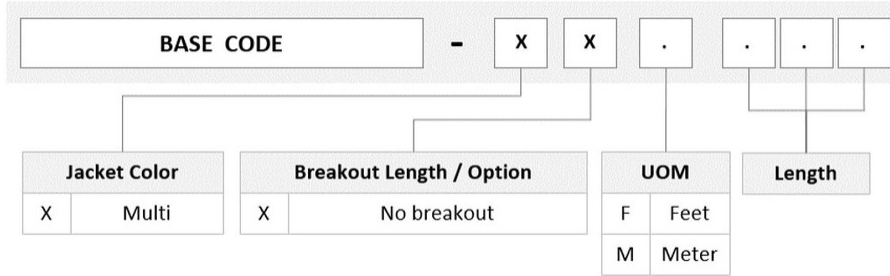 BASE CODE - X X . . . .
Jacket Color Breakout Length / Option UOM Length
X Multi X No breakout F Feet
M Meter